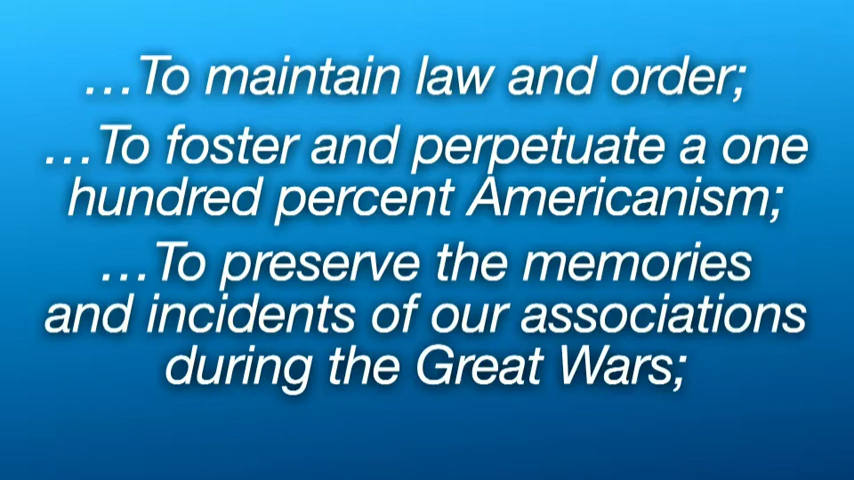 …To maintain law and order;
…To foster and perpetuate a one
hundred percent Americanism;
…To preserve the memories
and incidents of our associations
during the Great Wars;